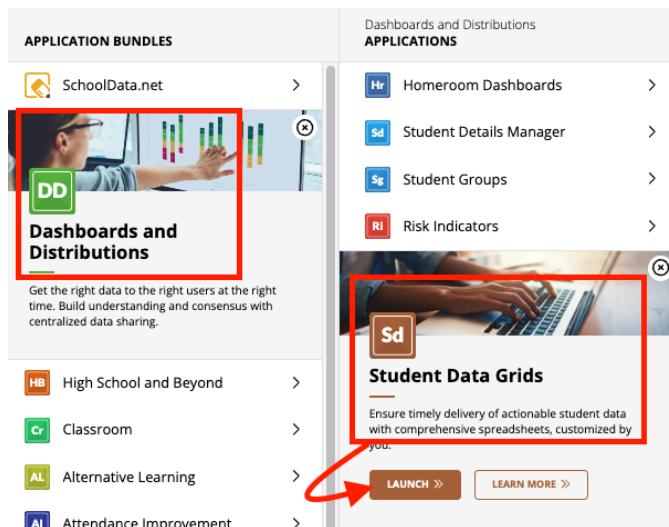 APPLICATION BUNDLES
SchoolData.net
DD
Dashboards and
Distributions
Get the right data to the right users at the right
time. Build understanding and consensus with
centralized data sharing.
HB High School and Beyond
Cr Classroom
AL Alternative Learning
AI Attendance Improvement
Dashboards and Distributions
APPLICATIONS
Hr Homeroom Dashboards
Sd Student Details Manager
Sg Student Groups
Ri Risk Indicators
Sd
Student Data Grids
Ensure timely delivery of actionable student data
with comprehensive spreadsheets, customized by
you.
LAUNCH
LEARN MORE